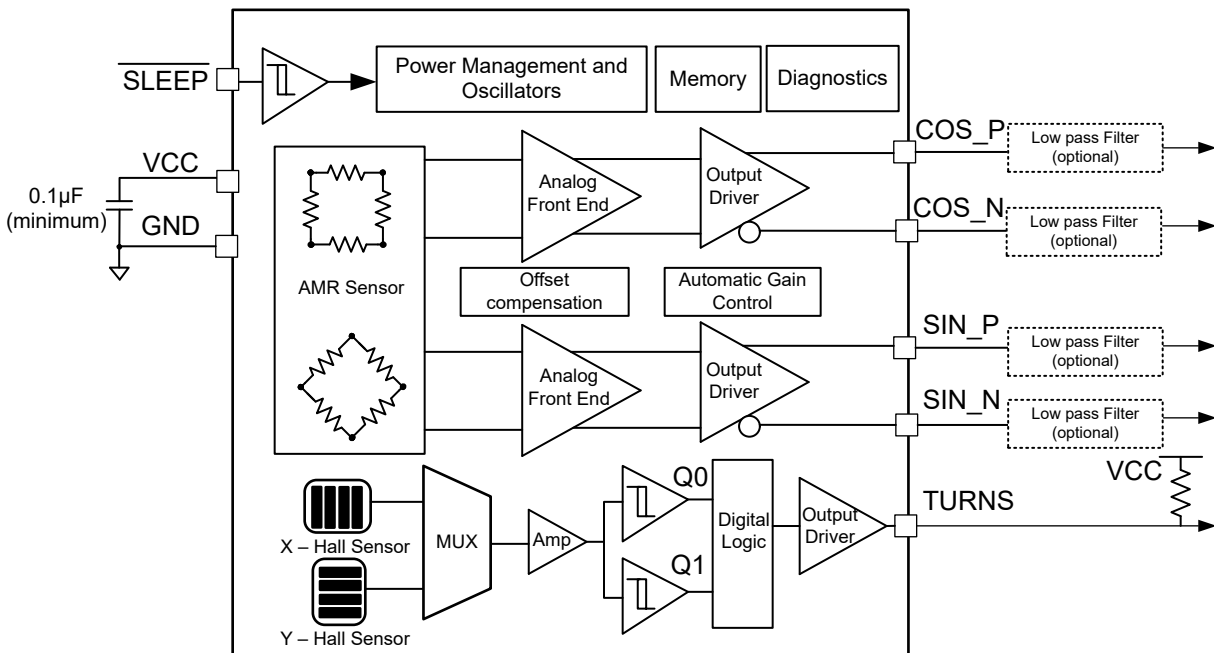 SLEEP
Power Management and
Oscillators
Memory
Diagnostics
VCC
0.1µF
(minimum)
GND
AMR Sensor
Analog
Front End
Output
Driver
COS_P
Low pass Filter
(optional)
COS_N
Low pass Filter
(optional)
Offset
compensation
Automatic Gain
Control
Analog
Front End
Output
Driver
SIN_P
Low pass Filter
(optional)
SIN_N
Low pass Filter
(optional)
X – Hall Sensor
Y – Hall Sensor
MUX
Amp
Q0
Q1
Digital
Logic
Output
Driver
TURNS
VCC